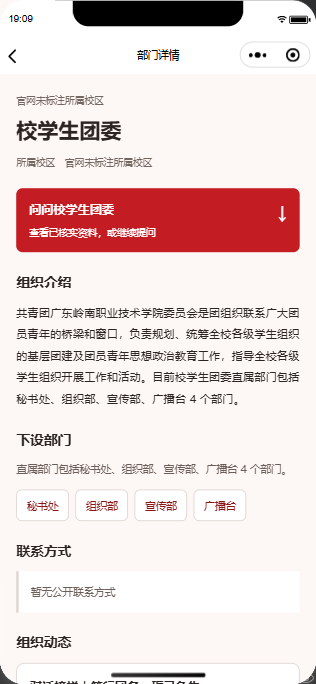 19:09
部门详情
官网未标注所属校区
校学生团委
所属校区 官网未标注所属校区
问问校学生团委
查看已核实资料，或继续提问
组织介绍
共青团广东岭南职业技术学院委员会是团组织联系广大团
员青年的桥梁和窗口，负责规划、统筹全校各级学生组织
的基层团建及团员青年思想政治教育工作，指导全校各级
学生组织开展工作和活动。目前校学生团委直属部门包括
秘书处、组织部、宣传部、广播台 4 个部门。
下设部门
直属部门包括秘书处、组织部、宣传部、广播台 4 个部门。
秘书处 组织部 宣传部 广播台
联系方式
暂无公开联系方式
组织动态